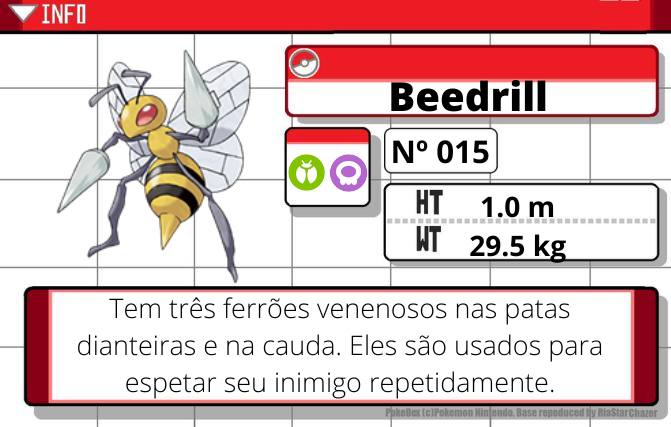 INFO
Beedrill
Nº 015
HT 1.0 m
WT 29.5 kg
Tem três ferrões venenosos nas patas
dianteiras e na cauda. Eles são usados para
espetar seu inimigo repetidamente.
PokeDex (c)Pokemon Nintendo. Base repoduced by RiaStarChazer